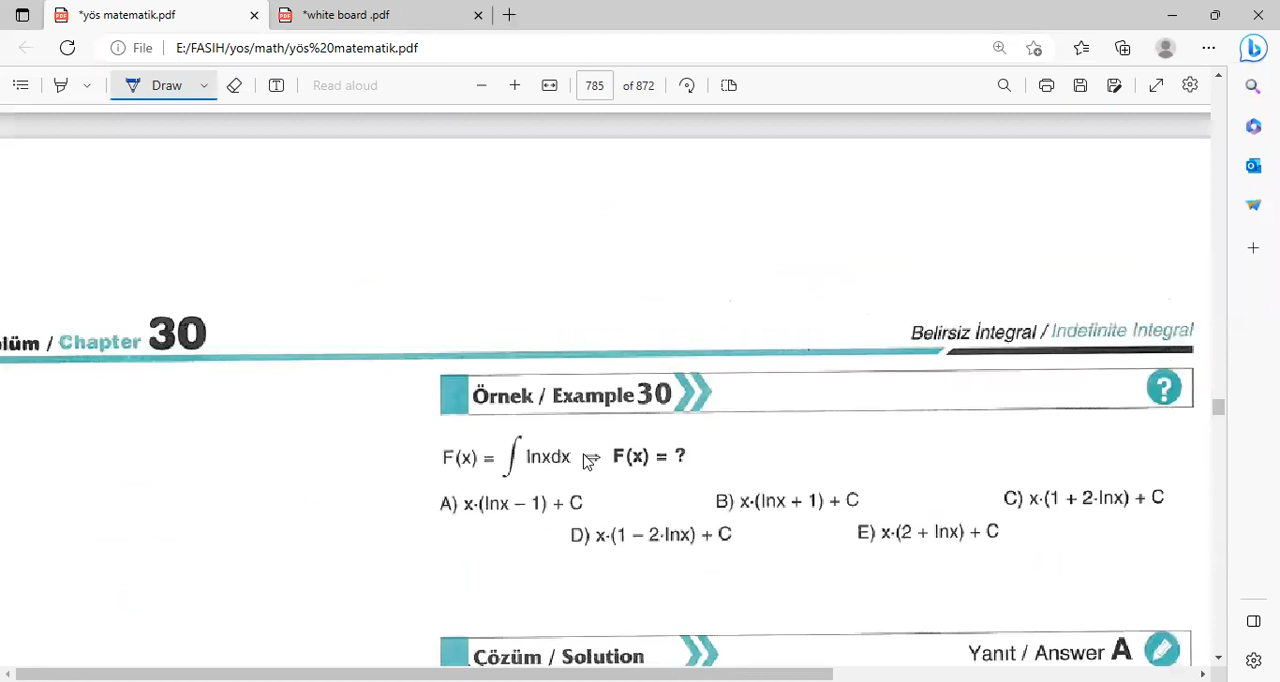 *yös matematik.pdf
*white board .pdf
File
E:/FASIH/yos/math/yös%20matematik.pdf
Draw
Read aloud
785
of 872
lüm / Chapter 30
Belirsiz İntegral / Indefinite Integral
Örnek / Example 30
F(x) = ∫ lnxdx ⇒ F(x) = ?
A) x·(lnx − 1) + C
B) x·(lnx + 1) + C
C) x·(1 + 2·lnx) + C
D) x·(1 − 2·lnx) + C
E) x·(2 + lnx) + C
Çözüm / Solution
Yanıt / Answer A